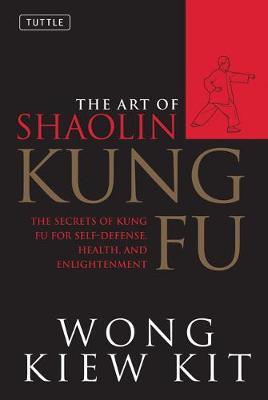 TUTTLE
THE ART OF
SHAOLIN
KUNG
FU
THE SECRETS OF KUNG
FU FOR SELF-DEFENSE,
HEALTH, AND
ENLIGHTENMENT
WONG
KIEW KIT